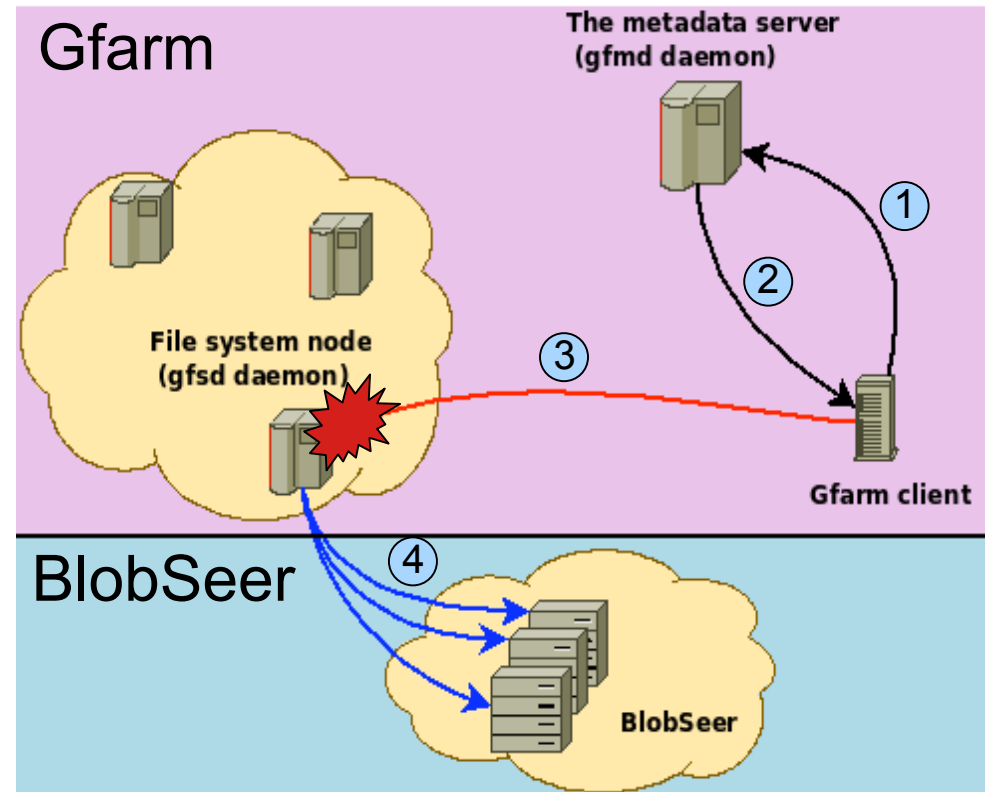 Gfarm
The metadata server
(gfmd daemon)
1
2
File system node
(gfsd daemon)
3
Gfarm client
BlobSeer
4
BlobSeer